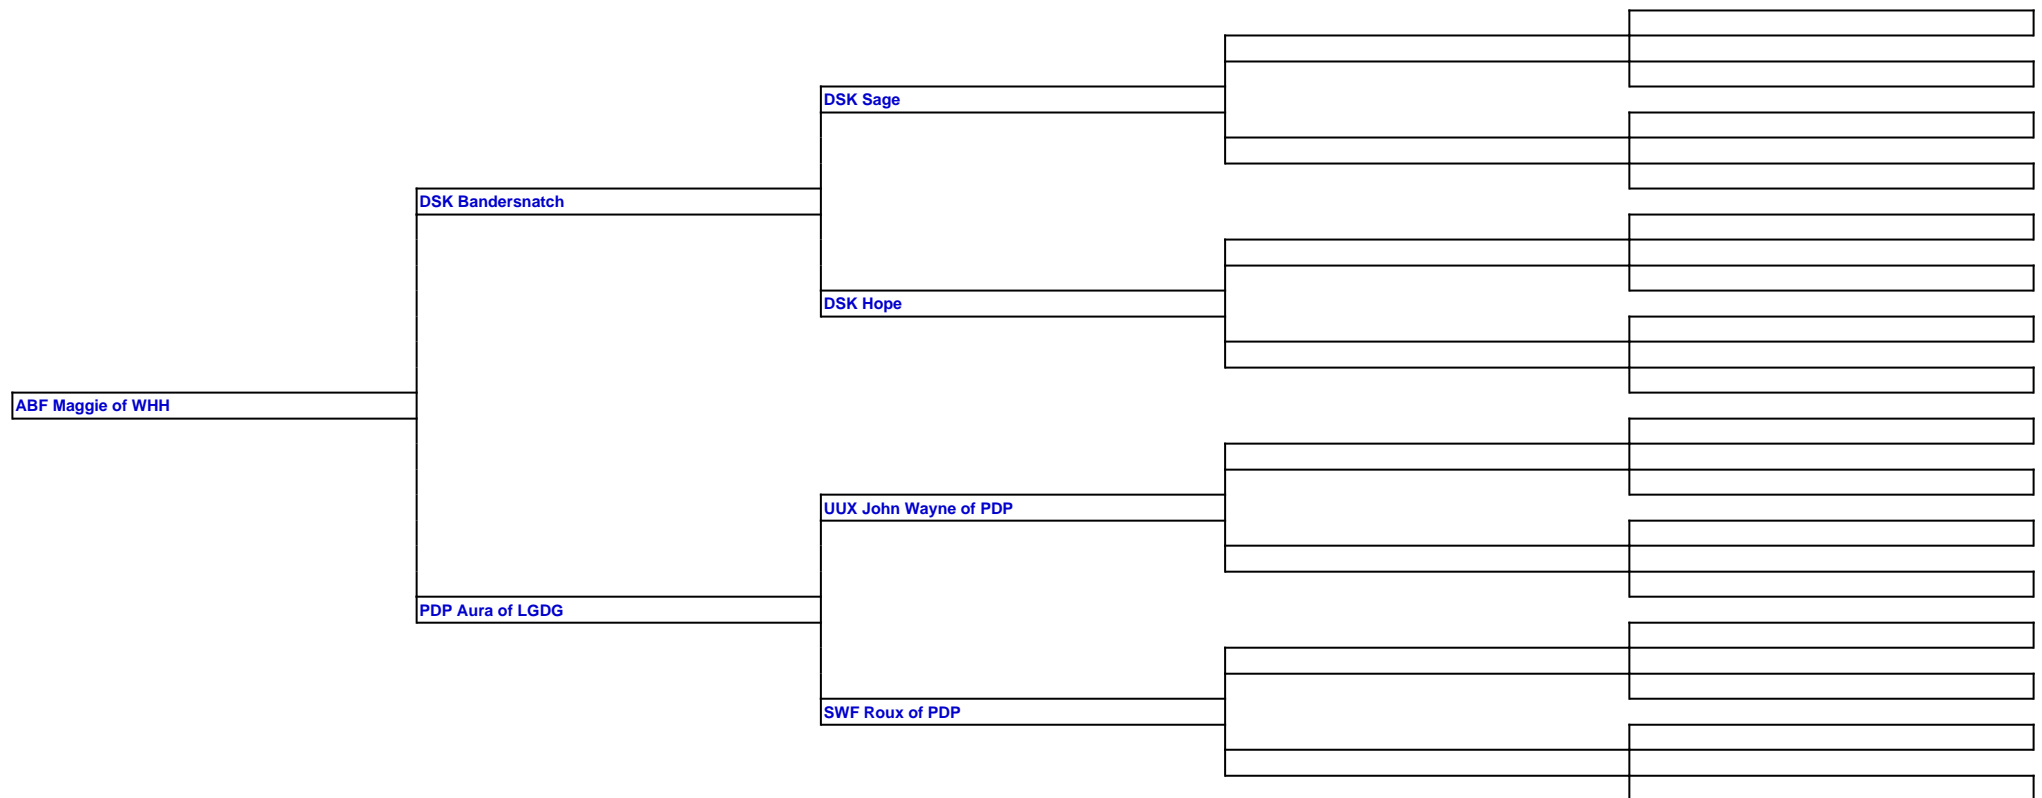 DSK Sage
DSK Bandersnatch
DSK Hope
ABF Maggie of WHH
UUX John Wayne of PDP
PDP Aura of LGDG
SWF Roux of PDP